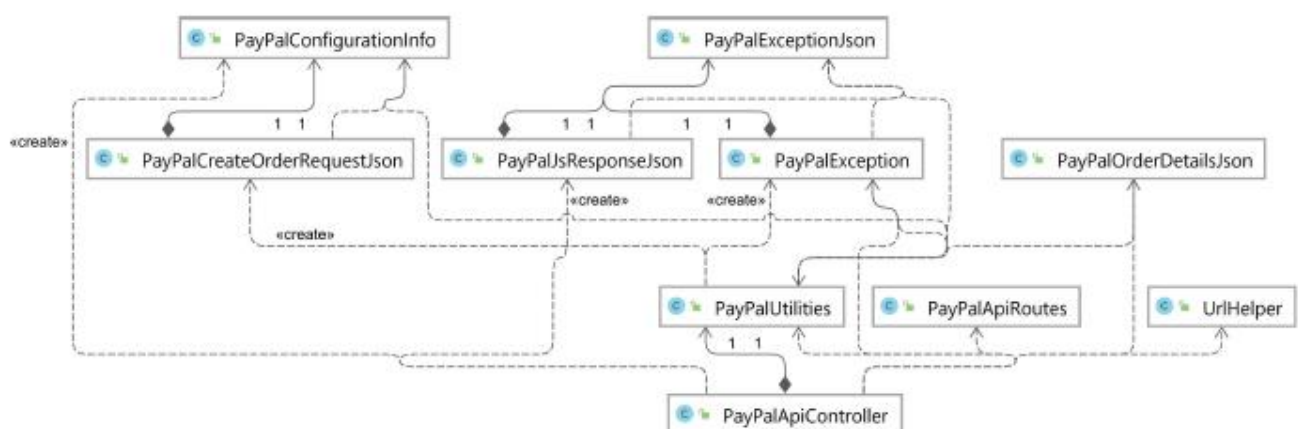 PayPalConfigurationInfo
PayPalExceptionJson
1 1
1 1
1 1
«create»
PayPalCreateOrderRequestJson
PayPalJsResponseJson
PayPalException
PayPalOrderDetailsJson
«create»
«create»
«create»
PayPalUtilities
PayPalApiRoutes
UrlHelper
1 1
PayPalApiController